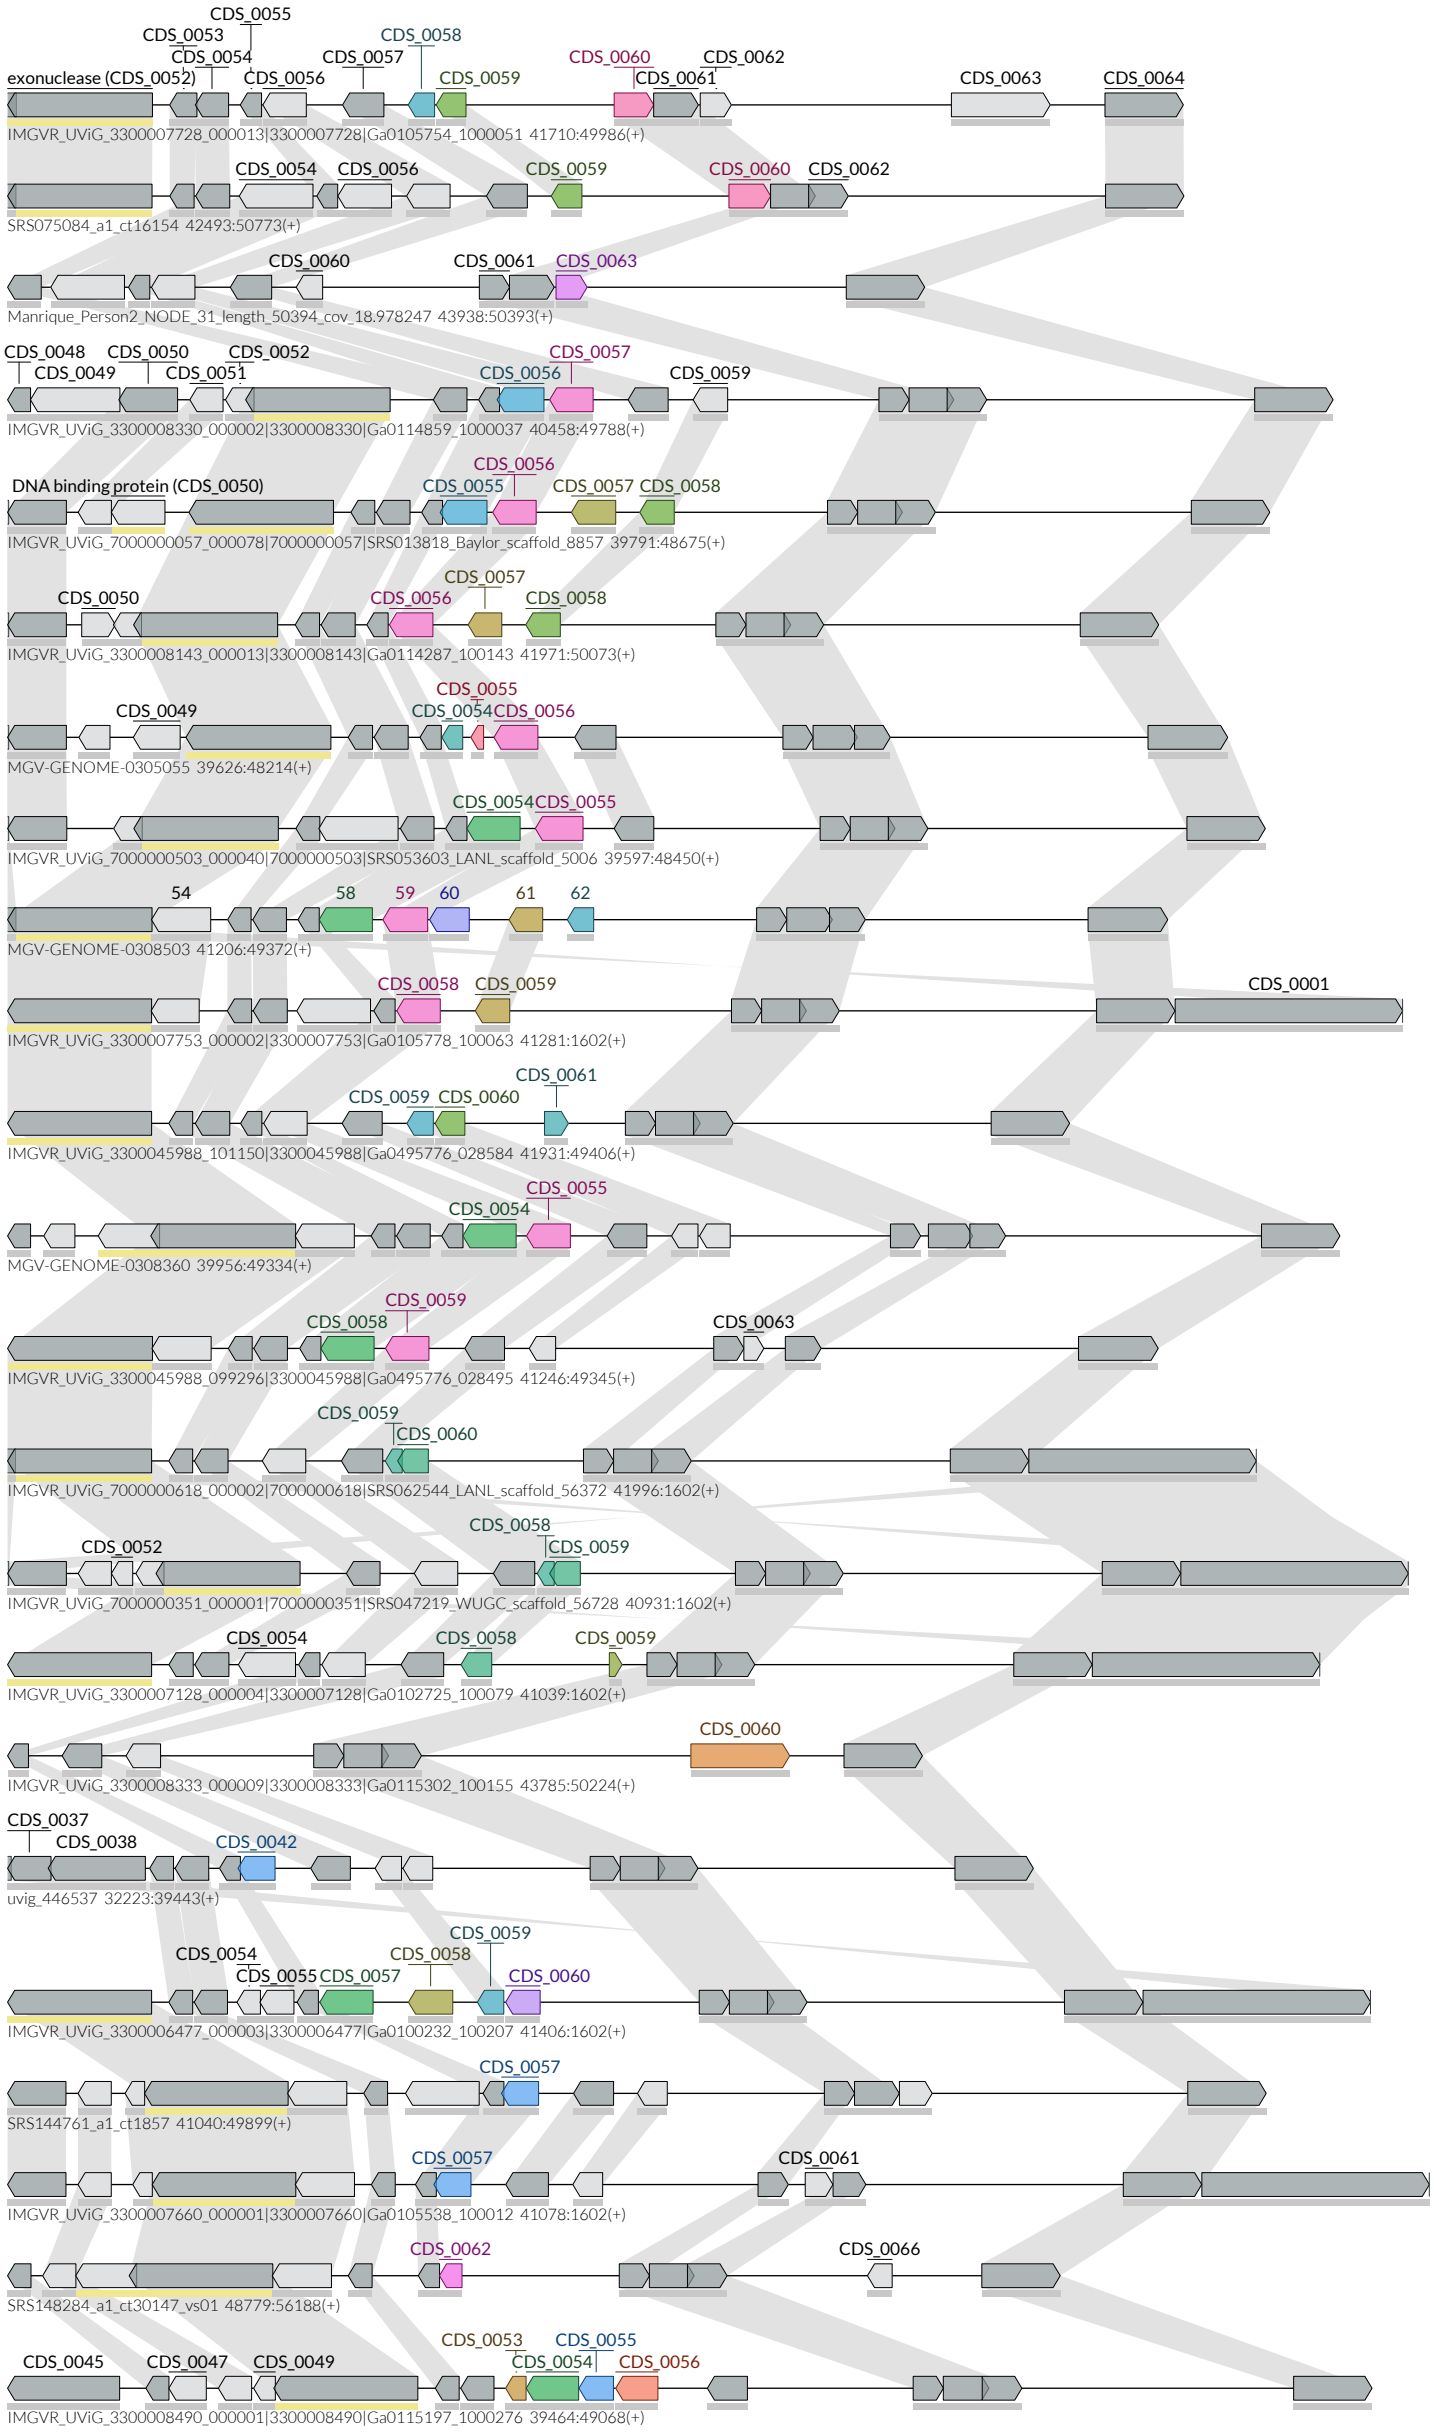 CDS_0055
CDS_0053 CDS_0058
CDS_0054 CDS_0057 CDS_0060 CDS_0062
exonuclease (CDS_0052) CDS_0056 CDS_0059 CDS_0061 CDS_0063 CDS_0064
IMGVR_UViG_3300007728_000013|3300007728|Ga0105754_1000051 41710:49986(+)
CDS_0054 CDS_0056 CDS_0059 CDS_0060 CDS_0062
SRS075084_a1_ct16154 42493:50773(+)
CDS_0060 CDS_0061 CDS_0063
Manrique_Person2_NODE_31_length_50394_cov_18.978247 43938:50393(+)
CDS_0048 CDS_0050 CDS_0052 CDS_0057
CDS_0049 CDS_0051 CDS_0056 CDS_0059
IMGVR_UViG_3300008330_000002|3300008330|Ga0114859_1000037 40458:49788(+)
CDS_0056
DNA binding protein (CDS_0050) CDS_0055 CDS_0057 CDS_0058
IMGVR_UViG_7000000057_000078|7000000057|SRS013818_Baylor_scaffold_8857 39791:48675(+)
CDS_0057
CDS_0050 CDS_0056 CDS_0058
IMGVR_UViG_3300008143_000013|3300008143|Ga0114287_100143 41971:50073(+)
CDS_0055
CDS_0049 CDS_0054 CDS_0056
MGV-GENOME-0305055 39626:48214(+)
CDS_0054 CDS_0055
IMGVR_UViG_7000000503_000040|7000000503|SRS053603_LANL_scaffold_5006 39597:48450(+)
54 58 59 60 61 62
MGV-GENOME-0308503 41206:49372(+)
CDS_0058 CDS_0059 CDS_0001
IMGVR_UViG_3300007753_000002|3300007753|Ga0105778_100063 41281:1602(+)
CDS_0061
CDS_0059 CDS_0060
IMGVR_UViG_3300045988_101150|3300045988|Ga0495776_028584 41931:49406(+)
CDS_0055
CDS_0054
MGV-GENOME-0308360 39956:49334(+)
CDS_0059
CDS_0058 CDS_0063
IMGVR_UViG_3300045988_099296|3300045988|Ga0495776_028495 41246:49345(+)
CDS_0059
CDS_0060
IMGVR_UViG_7000000618_000002|7000000618|SRS062544_LANL_scaffold_56372 41996:1602(+)
CDS_0058
CDS_0052 CDS_0059
IMGVR_UViG_7000000351_000001|7000000351|SRS047219_WUGC_scaffold_56728 40931:1602(+)
CDS_0054 CDS_0058 CDS_0059
IMGVR_UViG_3300007128_000004|3300007128|Ga0102725_100079 41039:1602(+)
CDS_0060
IMGVR_UViG_3300008333_000009|3300008333|Ga0115302_100155 43785:50224(+)
CDS_0037
CDS_0038 CDS_0042
uvig_446537 32223:39443(+)
CDS_0059
CDS_0054 CDS_0058
CDS_0055 CDS_0057 CDS_0060
IMGVR_UViG_3300006477_000003|3300006477|Ga0100232_100207 41406:1602(+)
CDS_0057
SRS144761_a1_ct1857 41040:49899(+)
CDS_0057 CDS_0061
IMGVR_UViG_3300007660_000001|3300007660|Ga0105538_100012 41078:1602(+)
CDS_0062 CDS_0066
SRS148284_a1_ct30147_vs01 48779:56188(+)
CDS_0053 CDS_0055
CDS_0045 CDS_0047 CDS_0049 CDS_0054 CDS_0056
IMGVR_UViG_3300008490_000001|3300008490|Ga0115197_1000276 39464:49068(+)